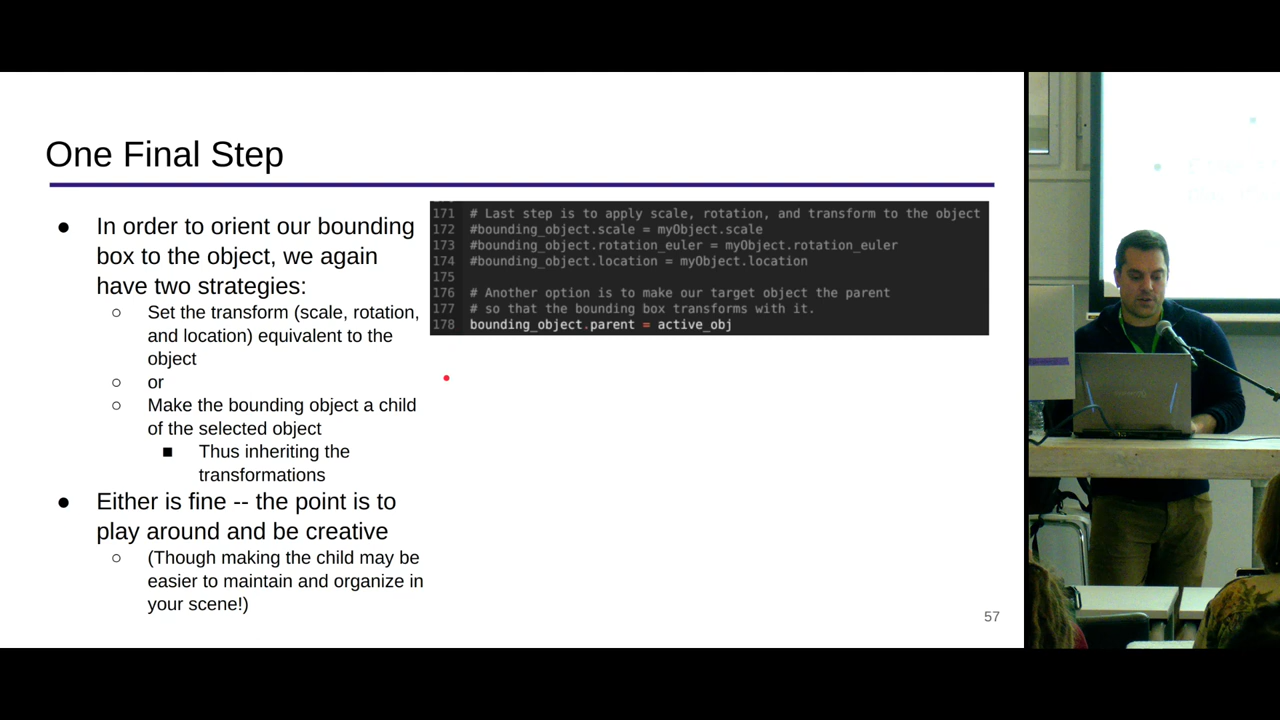 One Final Step
● In order to orient our bounding
box to the object, we again
have two strategies:
○ Set the transform (scale, rotation,
and location) equivalent to the
object
○ or
○ Make the bounding object a child
of the selected object
■ Thus inheriting the
transformations
● Either is fine -- the point is to
play around and be creative
○ (Though making the child may be
easier to maintain and organize in
your scene!)
171 # Last step is to apply scale, rotation, and transform to the object
172 #bounding_object.scale = myObject.scale
173 #bounding_object.rotation_euler = myObject.rotation_euler
174 #bounding_object.location = myObject.location
175
176 # Another option is to make our target object the parent
177 # so that the bounding box transforms with it.
178 bounding_object.parent = active_obj
57